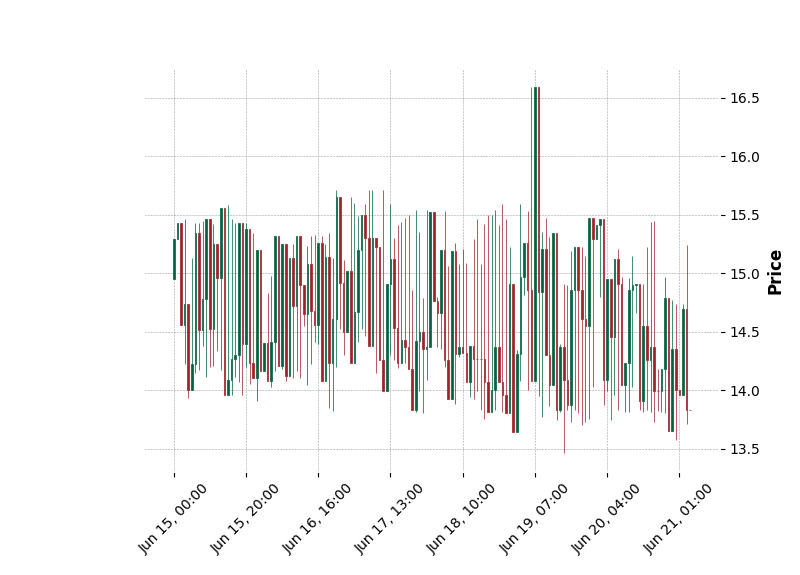 16.5
16.0
15.5
15.0
14.5
14.0
13.5
Price
Jun 15, 00:00
Jun 15, 20:00
Jun 16, 16:00
Jun 17, 13:00
Jun 18, 10:00
Jun 19, 07:00
Jun 20, 04:00
Jun 21, 01:00